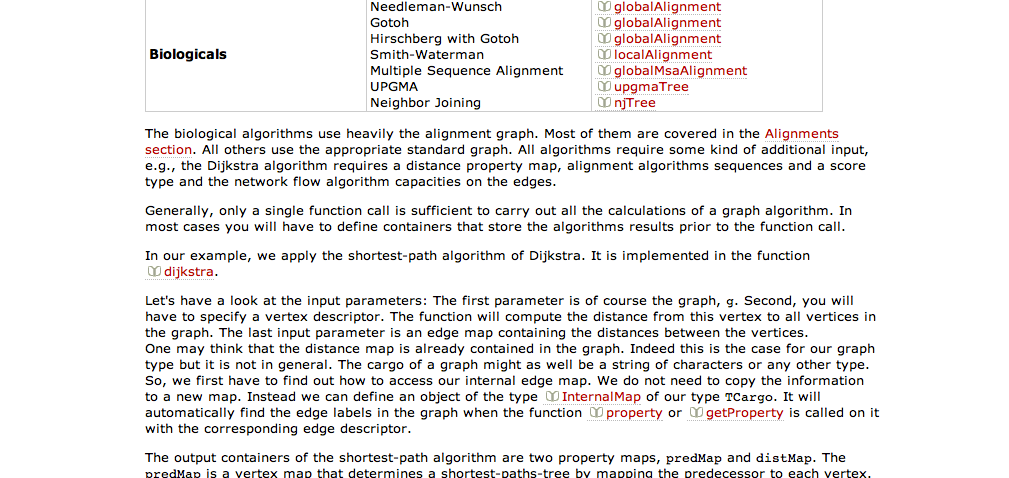 Needleman-Wunsch globalAlignment
Gotoh globalAlignment
Hirschberg with Gotoh globalAlignment
Biologicals Smith-Waterman localAlignment
Multiple Sequence Alignment globalMsaAlignment
UPGMA upgmaTree
Neighbor Joining njTree
The biological algorithms use heavily the alignment graph. Most of them are covered in the Alignments
section. All others use the appropriate standard graph. All algorithms require some kind of additional input,
e.g., the Dijkstra algorithm requires a distance property map, alignment algorithms sequences and a score
type and the network flow algorithm capacities on the edges.
Generally, only a single function call is sufficient to carry out all the calculations of a graph algorithm. In
most cases you will have to define containers that store the algorithms results prior to the function call.
In our example, we apply the shortest-path algorithm of Dijkstra. It is implemented in the function
dijkstra.
Let's have a look at the input parameters: The first parameter is of course the graph, g. Second, you will
have to specify a vertex descriptor. The function will compute the distance from this vertex to all vertices in
the graph. The last input parameter is an edge map containing the distances between the vertices.
One may think that the distance map is already contained in the graph. Indeed this is the case for our graph
type but it is not in general. The cargo of a graph might as well be a string of characters or any other type.
So, we first have to find out how to access our internal edge map. We do not need to copy the information
to a new map. Instead we can define an object of the type InternalMap of our type TCargo. It will
automatically find the edge labels in the graph when the function property or getProperty is called on it
with the corresponding edge descriptor.
The output containers of the shortest-path algorithm are two property maps, predMap and distMap. The
predMap is a vertex map that determines a shortest-paths-tree by mapping the predecessor to each vertex.